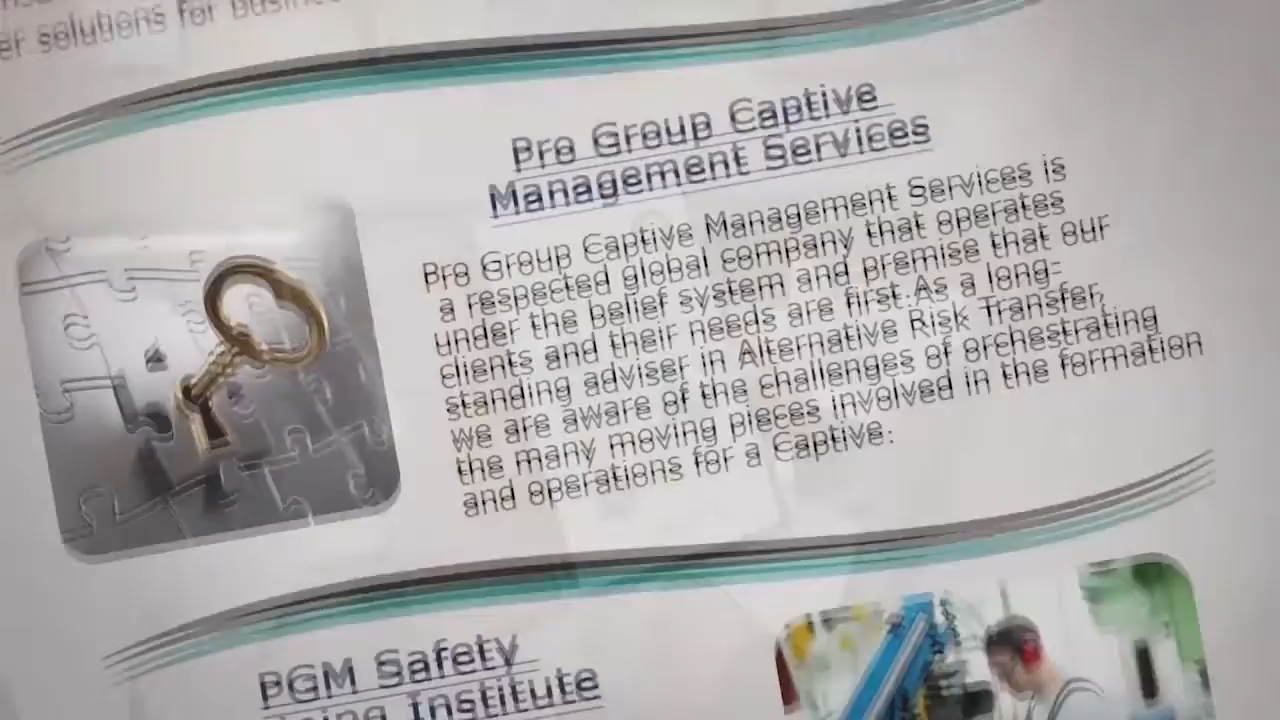 er solutions for
Pro Group Captive
Management Services
Pro Group Captive Management Services is
a respected global company that operates
under the belief system and premise that our
clients and their needs are first. As a long-
standing adviser in Alternative Risk Transfer,
we are aware of the challenges of orchestrating
the many moving pieces involved in the formation
and operations for a Captive.
PGM Safety
Institute